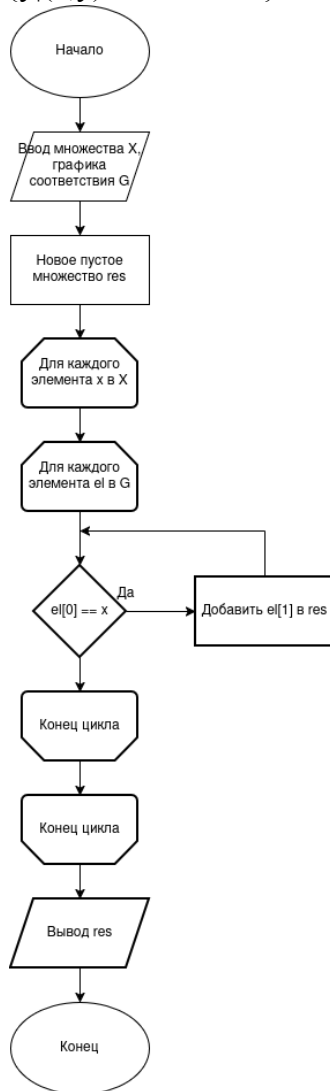 Начало
Ввод множества X,
графика
соответствия G
Новое пустое
множество res
Для каждого
элемента x в X
Для каждого
элемента el в G
Да
el[0] == x
Добавить el[1] в res
Конец цикла
Конец цикла
Вывод res
Конец